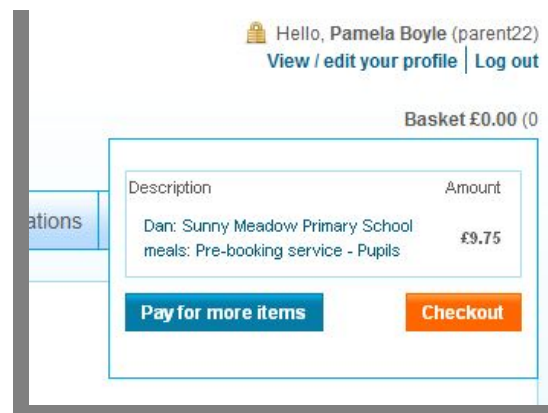 Hello, Pamela Boyle (parent22)
View / edit your profile | Log out
Basket £0.00 (0
ations
Description Amount
Dan: Sunny Meadow Primary School
meals: Pre-booking service - Pupils
£9.75
Pay for more items Checkout